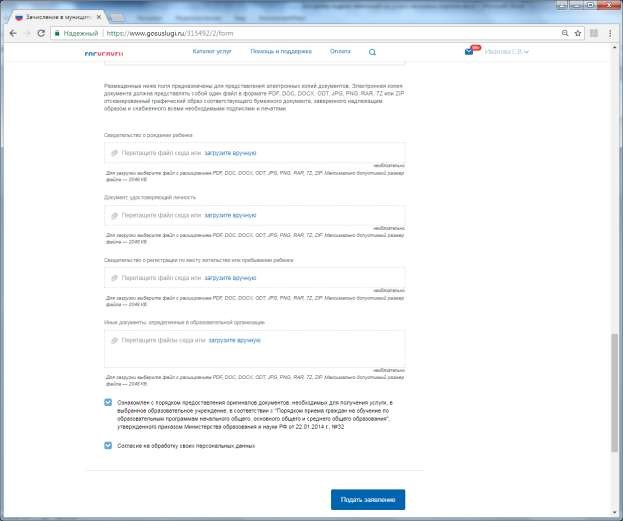 Зачисление в муници
Надежный https://www.gosuslugi.ru/315492/2/form
госуслуги Каталог услуг Помощь и поддержка Оплата Иванова С.В.
Размещенные ниже поля предназначены для представления электронных копий документов. Электронная копия
документа должна представлять собой один файл в формате PDF, DOC, DOCX, ODT, JPG, PNG, RAR, 7Z или ZIP
отсканированный графический образ соответствующего бумажного документа, заверенного надлежащим
образом и снабженного всеми необходимыми подписями и печатями.
Свидетельство о рождении ребенка
Перетащите файл сюда или загрузите вручную
необязательно
Для загрузки выберите файл с расширением PDF, DOC, DOCX, ODT, JPG, PNG, RAR, 7Z, ZIP. Максимально допустимый размер
файла — 2048 КВ.
Документ, удостоверяющий личность
Перетащите файл сюда или загрузите вручную
необязательно
Для загрузки выберите файл с расширением PDF, DOC, DOCX, ODT, JPG, PNG, RAR, 7Z, ZIP. Максимально допустимый размер
файла — 2048 КВ.
Свидетельство о регистрации по месту жительства или пребывания ребенка
Перетащите файл сюда или загрузите вручную
необязательно
Для загрузки выберите файл с расширением PDF, DOC, DOCX, ODT, JPG, PNG, RAR, 7Z, ZIP. Максимально допустимый размер
файла — 2048 КВ.
Иные документы, определенные в образовательной организации
Перетащите файлы сюда или загрузите вручную
необязательно
Для загрузки выберите файл с расширением PDF, DOC, DOCX, ODT, JPG, PNG, RAR, 7Z, ZIP. Максимально допустимый размер
файла — 2048 КВ.
Ознакомлен с порядком предоставления оригиналов документов, необходимых для получения услуги, в
выбранное образовательное учреждение, в соответствии с "Порядком приема граждан на обучение по
образовательным программам начального общего, основного общего и среднего общего образования",
утвержденного приказом Министерства образования и науки РФ от 22.01.2014 г., №32
Согласие на обработку своих персональных данных
Подать заявление